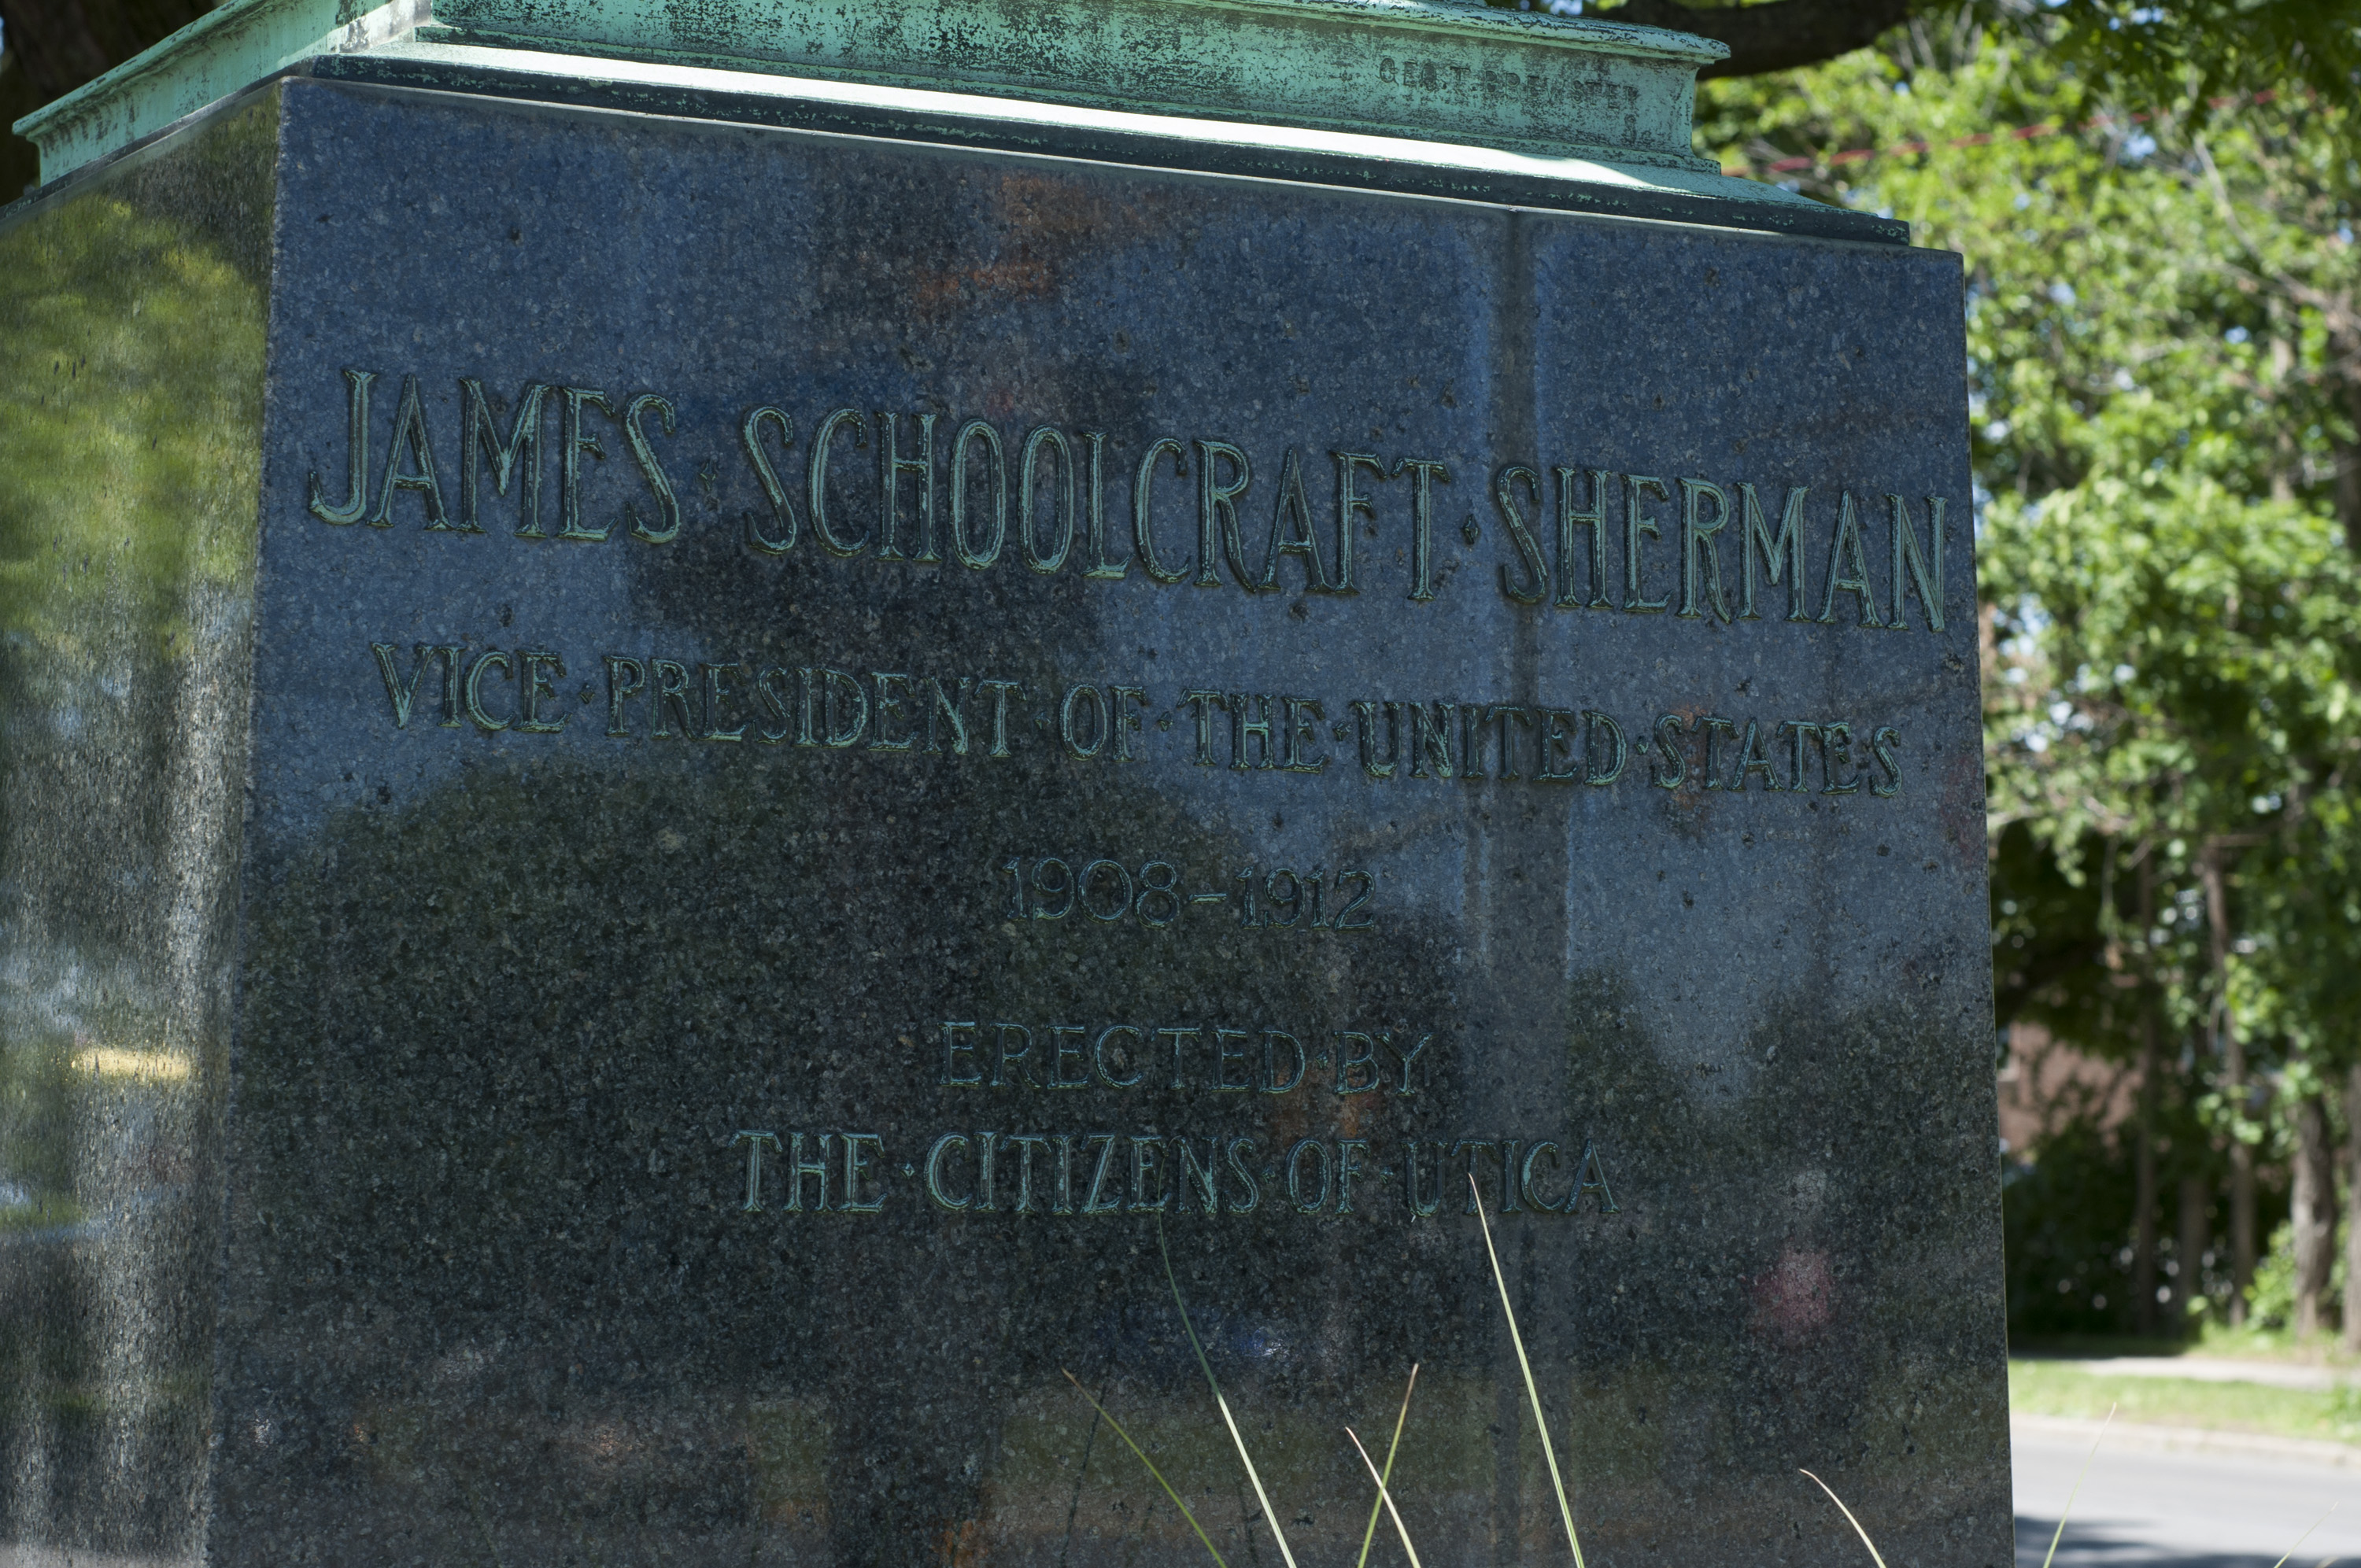 JAMES · SCHOOLCRAFT · SHERMAN
VICE · PRESIDENT · OF · THE · UNITED · STATES
1908-1912
ERECTED · BY
THE · CITIZENS · OF · UTICA